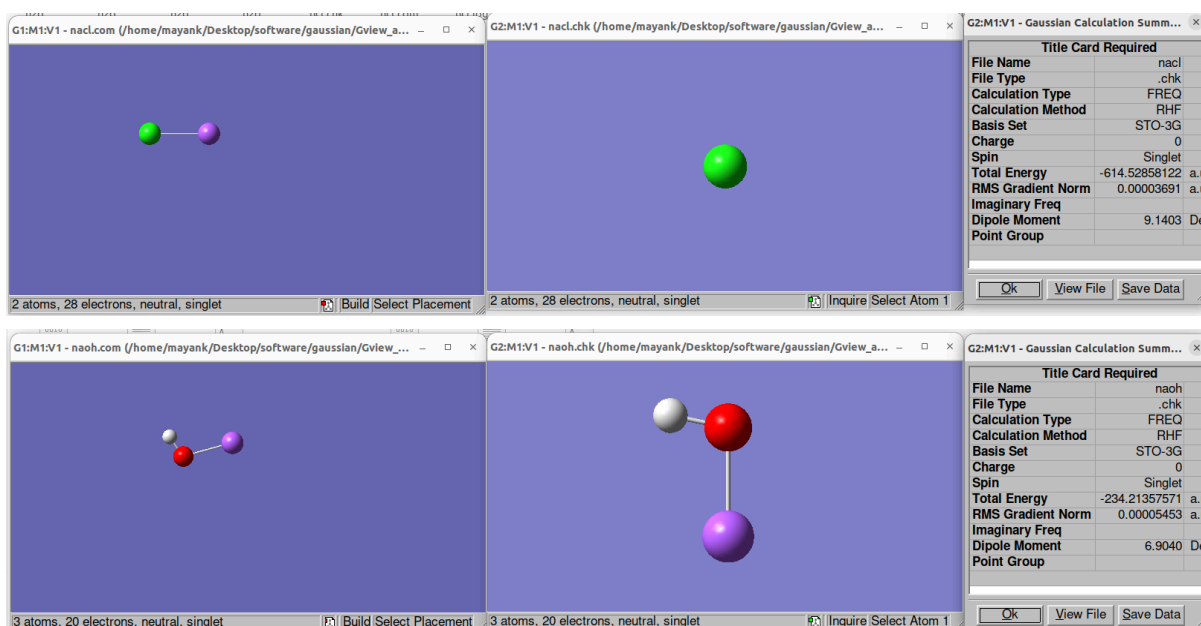 G1:M1:V1 - nacl.com (/home/mayank/Desktop/software/gaussian/Gview_a...
2 atoms, 28 electrons, neutral, singlet
Build Select Placement
G2:M1:V1 - nacl.chk (/home/mayank/Desktop/software/gaussian/Gview_a...
2 atoms, 28 electrons, neutral, singlet
Inquire Select Atom 1
G2:M1:V1 - Gaussian Calculation Summ...
Title Card Required
File Name nacl
File Type .chk
Calculation Type FREQ
Calculation Method RHF
Basis Set STO-3G
Charge 0
Spin Singlet
Total Energy -614.52858122
RMS Gradient Norm 0.00003691
Imaginary Freq
Dipole Moment 9.1403
Point Group
Ok View File Save Data
G1:M1:V1 - naoh.com (/home/mayank/Desktop/software/gaussian/Gview_...
3 atoms, 20 electrons, neutral, singlet
Build Select Placement
G2:M1:V1 - naoh.chk (/home/mayank/Desktop/software/gaussian/Gview_a...
3 atoms, 20 electrons, neutral, singlet
Inquire Select Atom 1
G2:M1:V1 - Gaussian Calculation Summ...
Title Card Required
File Name naoh
File Type .chk
Calculation Type FREQ
Calculation Method RHF
Basis Set STO-3G
Charge 0
Spin Singlet
Total Energy -234.21357571
RMS Gradient Norm 0.00005453
Imaginary Freq
Dipole Moment 6.9040
Point Group
Ok View File Save Data